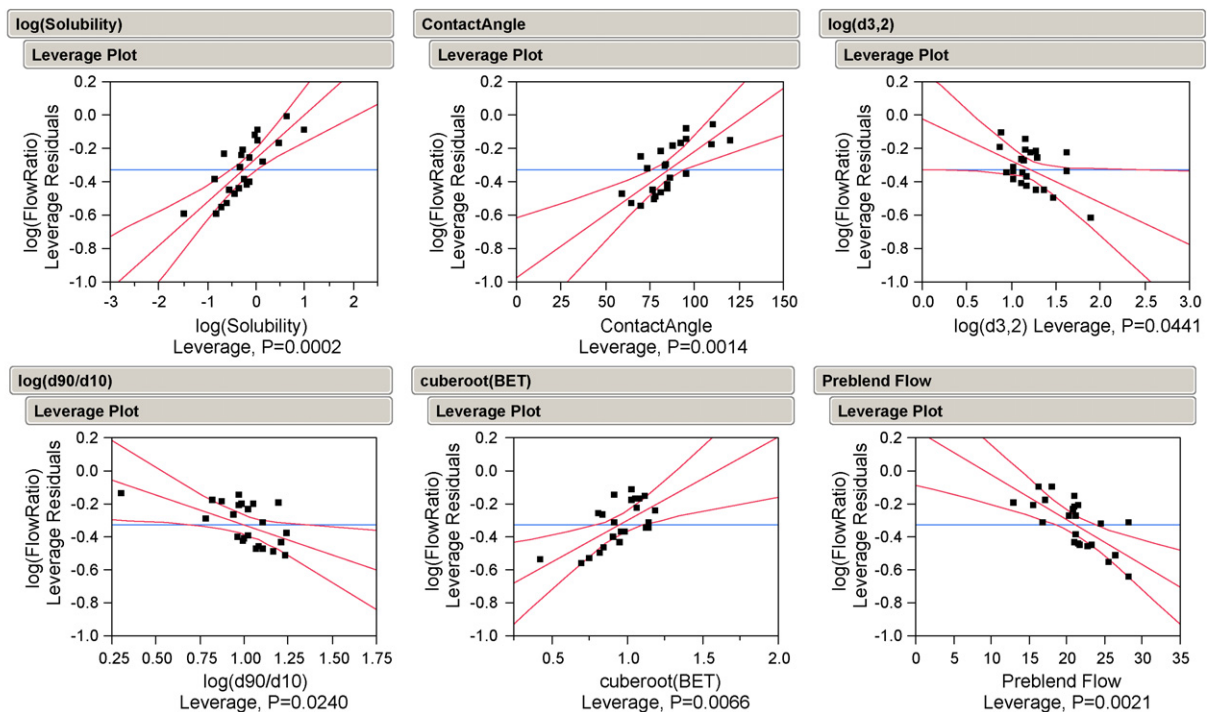 log(Solubility)
Leverage Plot
log(FlowRatio)
Leverage Residuals
0.2
0.0
-0.2
-0.4
-0.6
-0.8
-1.0
-3 -2 -1 0 1 2
log(Solubility)
Leverage, P=0.0002
ContactAngle
Leverage Plot
log(FlowRatio)
Leverage Residuals
0.2
0.0
-0.2
-0.4
-0.6
-0.8
-1.0
0 25 50 75 100 125 150
ContactAngle
Leverage, P=0.0014
log(d3,2)
Leverage Plot
log(FlowRatio)
Leverage Residuals
0.2
0.0
-0.2
-0.4
-0.6
-0.8
-1.0
0.0 0.5 1.0 1.5 2.0 2.5 3.0
log(d3,2) Leverage, P=0.0441
log(d90/d10)
Leverage Plot
log(FlowRatio)
Leverage Residuals
0.2
0.0
-0.2
-0.4
-0.6
-0.8
-1.0
0.25 0.50 0.75 1.00 1.25 1.50 1.75
log(d90/d10)
Leverage, P=0.0240
cuberoot(BET)
Leverage Plot
log(FlowRatio)
Leverage Residuals
0.2
0.0
-0.2
-0.4
-0.6
-0.8
-1.0
0.5 1.0 1.5 2.0
cuberoot(BET)
Leverage, P=0.0066
Preblend Flow
Leverage Plot
log(FlowRatio)
Leverage Residuals
0.2
0.0
-0.2
-0.4
-0.6
-0.8
-1.0
0 5 10 15 20 25 30 35
Preblend Flow
Leverage, P=0.0021